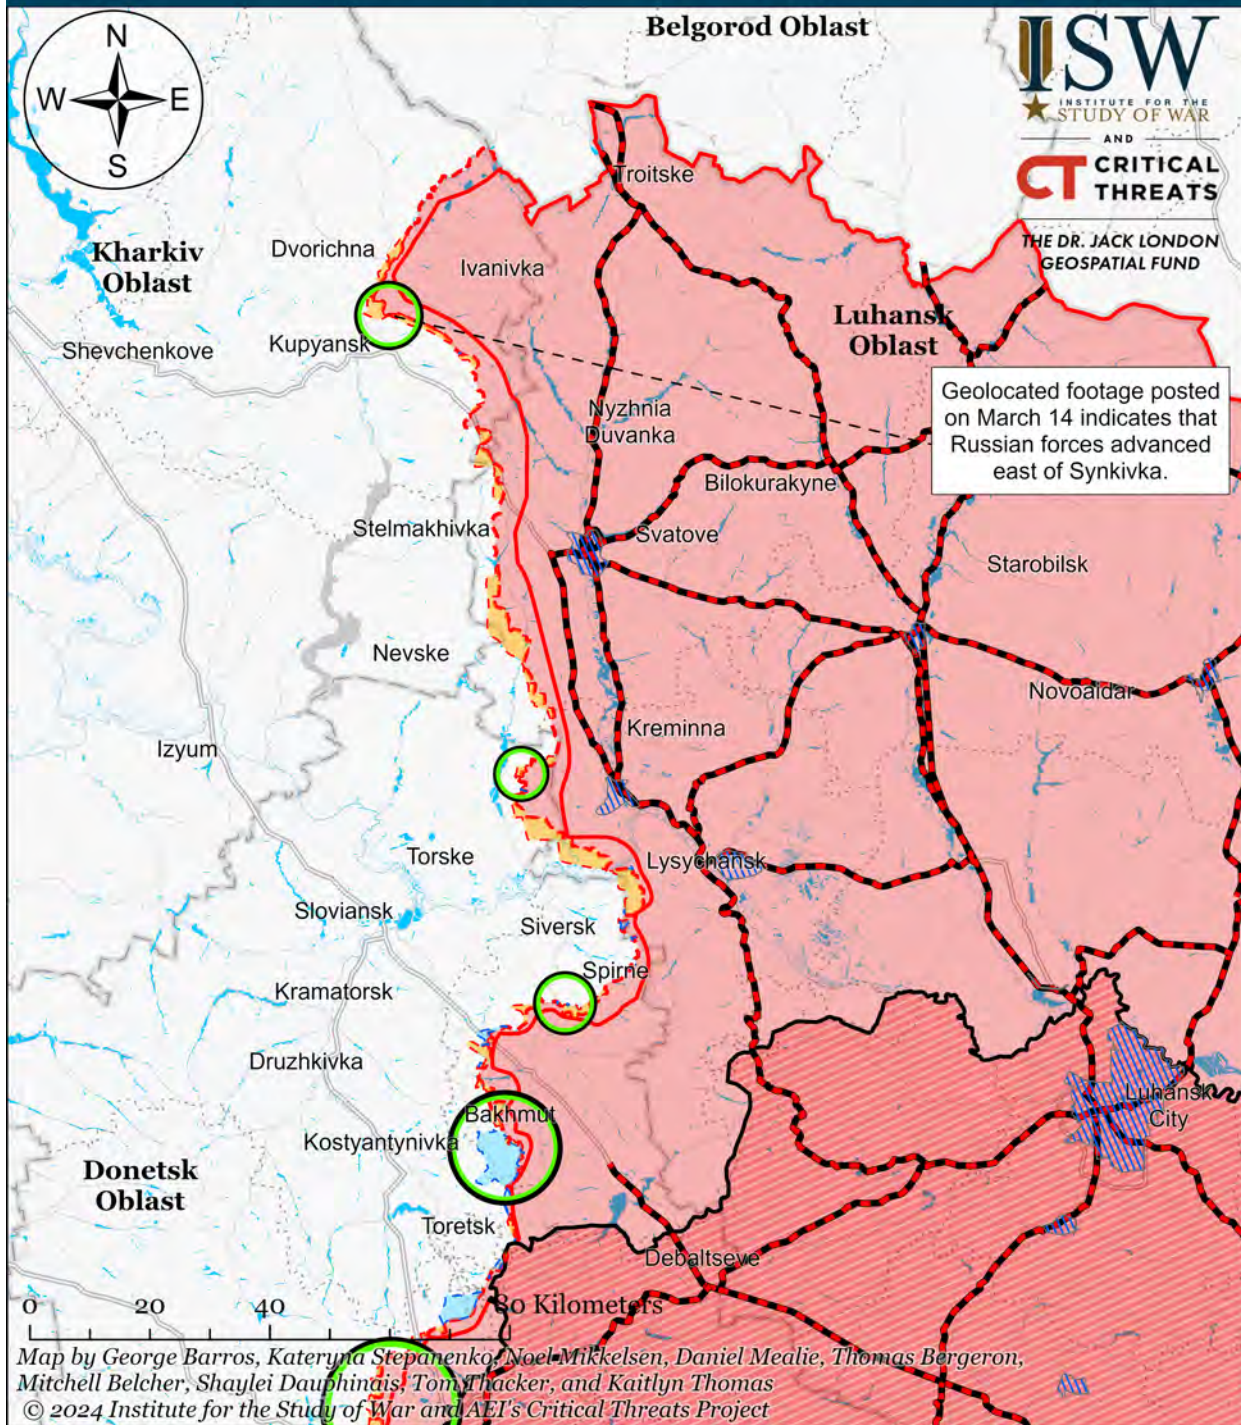 Belgorod Oblast
N
W
E
S
ISW
INSTITUTE FOR THE
STUDY OF WAR
AND
CT CRITICAL
THREATS
THE DR. JACK LONDON
GEOSPATIAL FUND
Troitske
Kharkiv
Oblast
Dvorichna
Ivanivka
Luhansk
Oblast
Shevchenkove
Kupyansk
Geolocated footage posted
on March 14 indicates that
Russian forces advanced
east of Synkivka.
Nyzhnia
Duvanka
Bilokurakyne
Stelmakhivka
Svatove
Starobilsk
Nevske
Novoaidar
Izyum
Kreminna
Torske
Lysychansk
Sloviansk
Siversk
Spirne
Kramatorsk
Druzhkivka
Luhansk
City
Bakhmut
Kostyantynivka
Donetsk
Oblast
Toretsk
Debaltseve
0 20 40 80 Kilometers
Map by George Barros, Kateryna Stepanenko, Noel Mikkelsen, Daniel Mealie, Thomas Bergeron,
Mitchell Belcher, Shaylei Dauphinais, Tom Thacker, and Kaitlyn Thomas
© 2024 Institute for the Study of War and AEI's Critical Threats Project